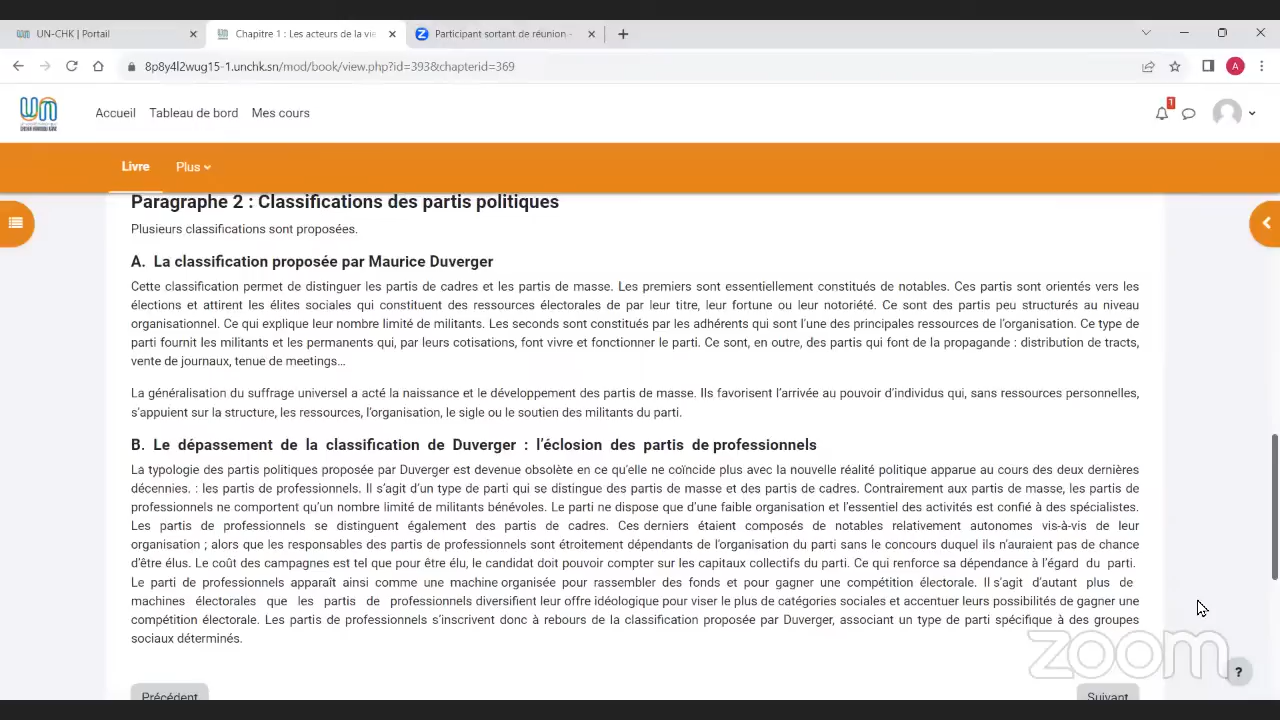 UN-CHK | Portail
Chapitre 1 : Les acteurs de la vie
Participant sortant de réunion -
8p8y4l2wug15-1.unchk.sn/mod/book/view.php?id=393&chapterid=369
A
Accueil Tableau de bord Mes cours
1
Livre Plus
Paragraphe 2 : Classifications des partis politiques
Plusieurs classifications sont proposées.
A. La classification proposée par Maurice Duverger
Cette classification permet de distinguer les partis de cadres et les partis de masse. Les premiers sont essentiellement constitués de notables. Ces partis sont orientés vers les
élections et attirent les élites sociales qui constituent des ressources électorales de par leur titre, leur fortune ou leur notoriété. Ce sont des partis peu structurés au niveau
organisationnel. Ce qui explique leur nombre limité de militants. Les seconds sont constitués par les adhérents qui sont l'une des principales ressources de l'organisation. Ce type de
parti fournit les militants et les permanents qui, par leurs cotisations, font vivre et fonctionner le parti. Ce sont, en outre, des partis qui font de la propagande : distribution de tracts,
vente de journaux, tenue de meetings…
La généralisation du suffrage universel a acté la naissance et le développement des partis de masse. Ils favorisent l'arrivée au pouvoir d'individus qui, sans ressources personnelles,
s'appuient sur la structure, les ressources, l'organisation, le sigle ou le soutien des militants du parti.
B. Le dépassement de la classification de Duverger : l'éclosion des partis de professionnels
La typologie des partis politiques proposée par Duverger est devenue obsolète en ce qu'elle ne coïncide plus avec la nouvelle réalité politique apparue au cours des deux dernières
décennies. : les partis de professionnels. Il s'agit d'un type de parti qui se distingue des partis de masse et des partis de cadres. Contrairement aux partis de masse, les partis de
professionnels ne comportent qu'un nombre limité de militants bénévoles. Le parti ne dispose que d'une faible organisation et l'essentiel des activités est confié à des spécialistes.
Les partis de professionnels se distinguent également des partis de cadres. Ces derniers étaient composés de notables relativement autonomes vis-à-vis de leur
organisation ; alors que les responsables des partis de professionnels sont étroitement dépendants de l'organisation du parti sans le concours duquel ils n'auraient pas de chance
d'être élus. Le coût des campagnes est tel que pour être élu, le candidat doit pouvoir compter sur les capitaux collectifs du parti. Ce qui renforce sa dépendance à l'égard du parti.
Le parti de professionnels apparaît ainsi comme une machine organisée pour rassembler des fonds et pour gagner une compétition électorale. Il s'agit d'autant plus de
machines électorales que les partis de professionnels diversifient leur offre idéologique pour viser le plus de catégories sociales et accentuer leurs possibilités de gagner une
compétition électorale. Les partis de professionnels s'inscrivent donc à rebours de la classification proposée par Duverger, associant un type de parti spécifique à des groupes
sociaux déterminés.
zoom
?
Précédent Suivant